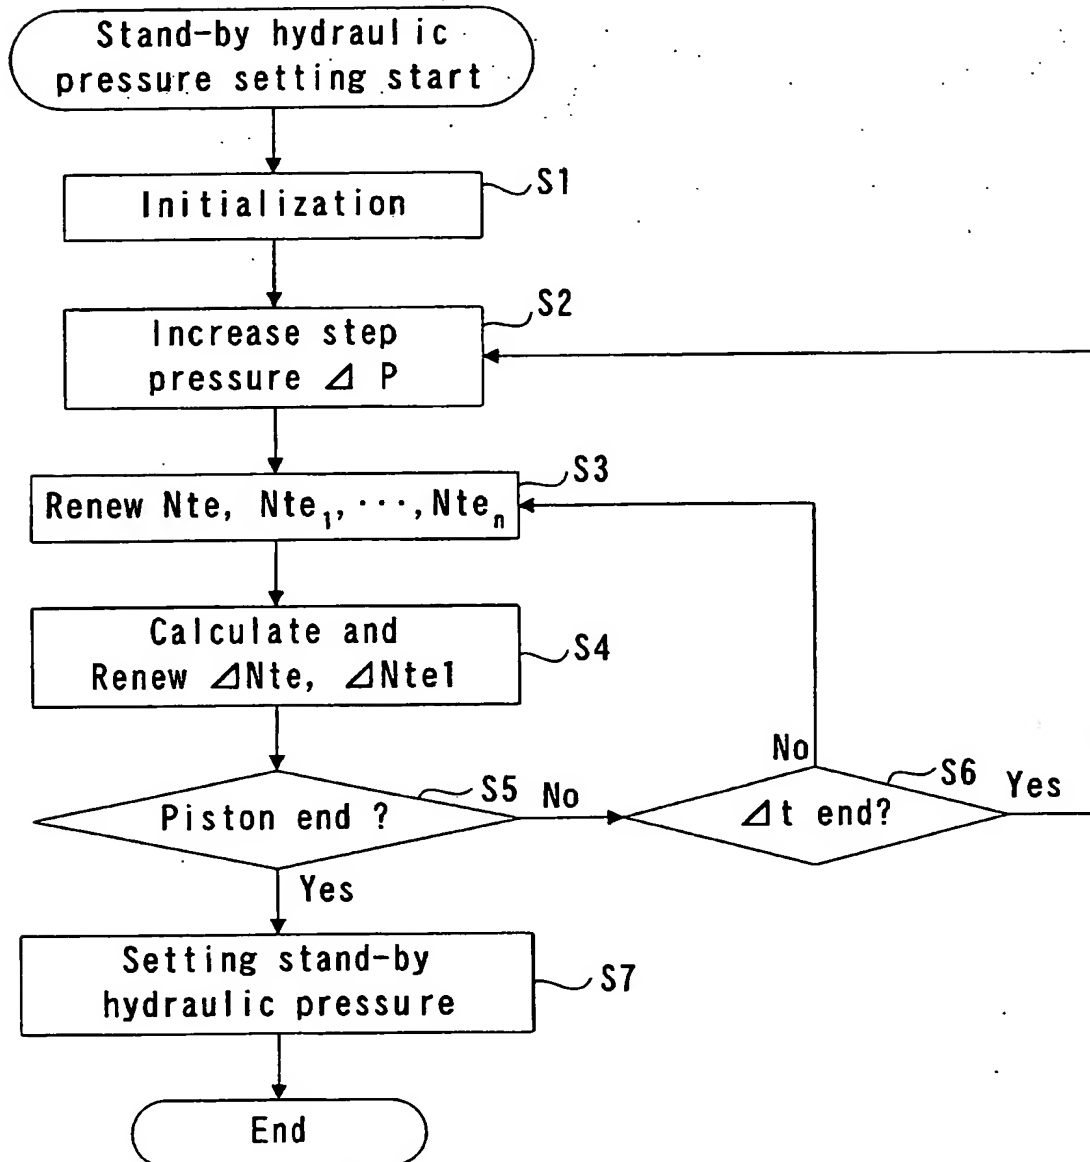 Stand-by hydraulic
pressure setting start
S1
Initialization
S2
Increase step
pressure ⊿ P
S3
Renew Nte, Nte₁, ···, Nteₙ
Calculate and
Renew ⊿Nte, ⊿Nte1
S4
No
S5
No
S6
Yes
Piston end ?
⊿t end?
Yes
Setting stand-by
hydraulic pressure
S7
End